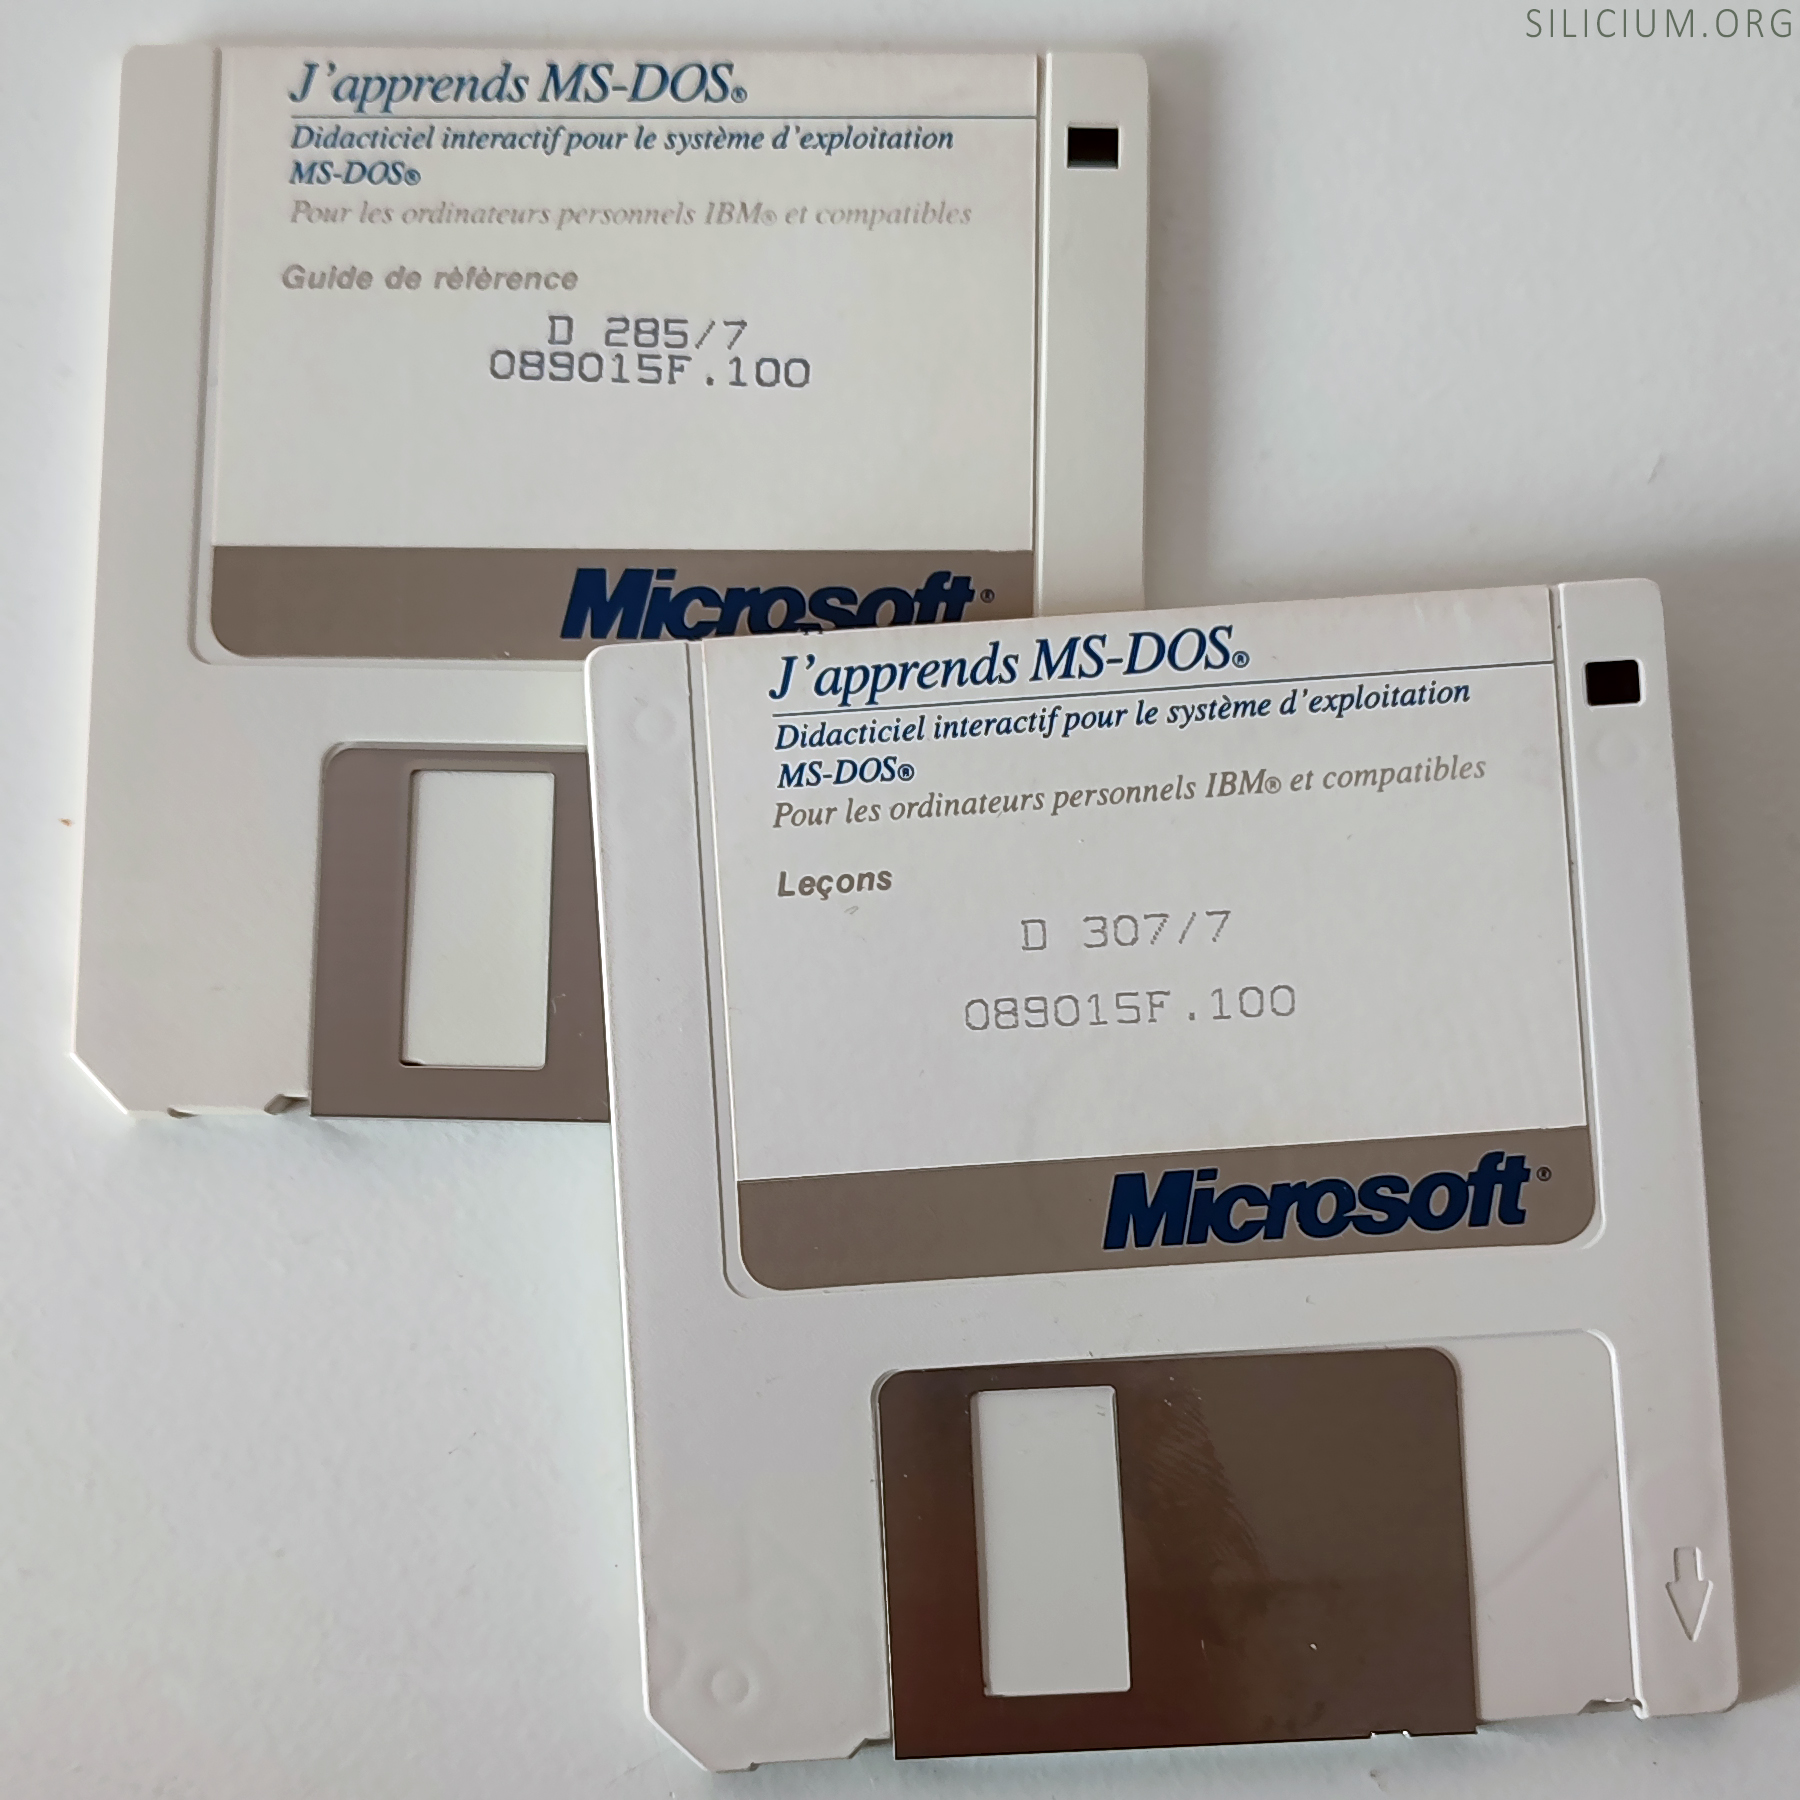 SILICIUM.ORG
J'apprends MS-DOS®
Didacticiel interactif pour le système d'exploitation
MS-DOS®
Pour les ordinateurs personnels IBM® et compatibles
Guide de référence
D 285/7
089015F.100
Microsoft®
J'apprends MS-DOS®
Didacticiel interactif pour le système d'exploitation
MS-DOS®
Pour les ordinateurs personnels IBM® et compatibles
Leçons
D 307/7
089015F.100
Microsoft®